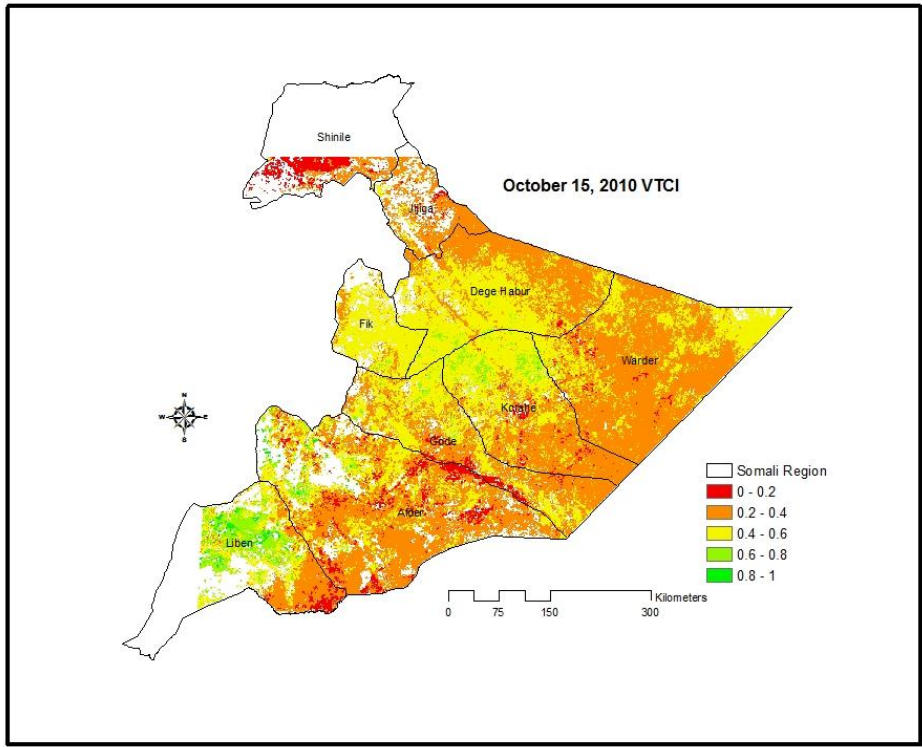 Shinile
October 15, 2010 VTCI
Jijiga
Dege Habur
Fik
Warder
N
W E
S
Korahe
Gode
Somali Region
0 - 0.2
Afder
0.2 - 0.4
0.4 - 0.6
Liben
0.6 - 0.8
0.8 - 1
Kilometers
0 75 150 300